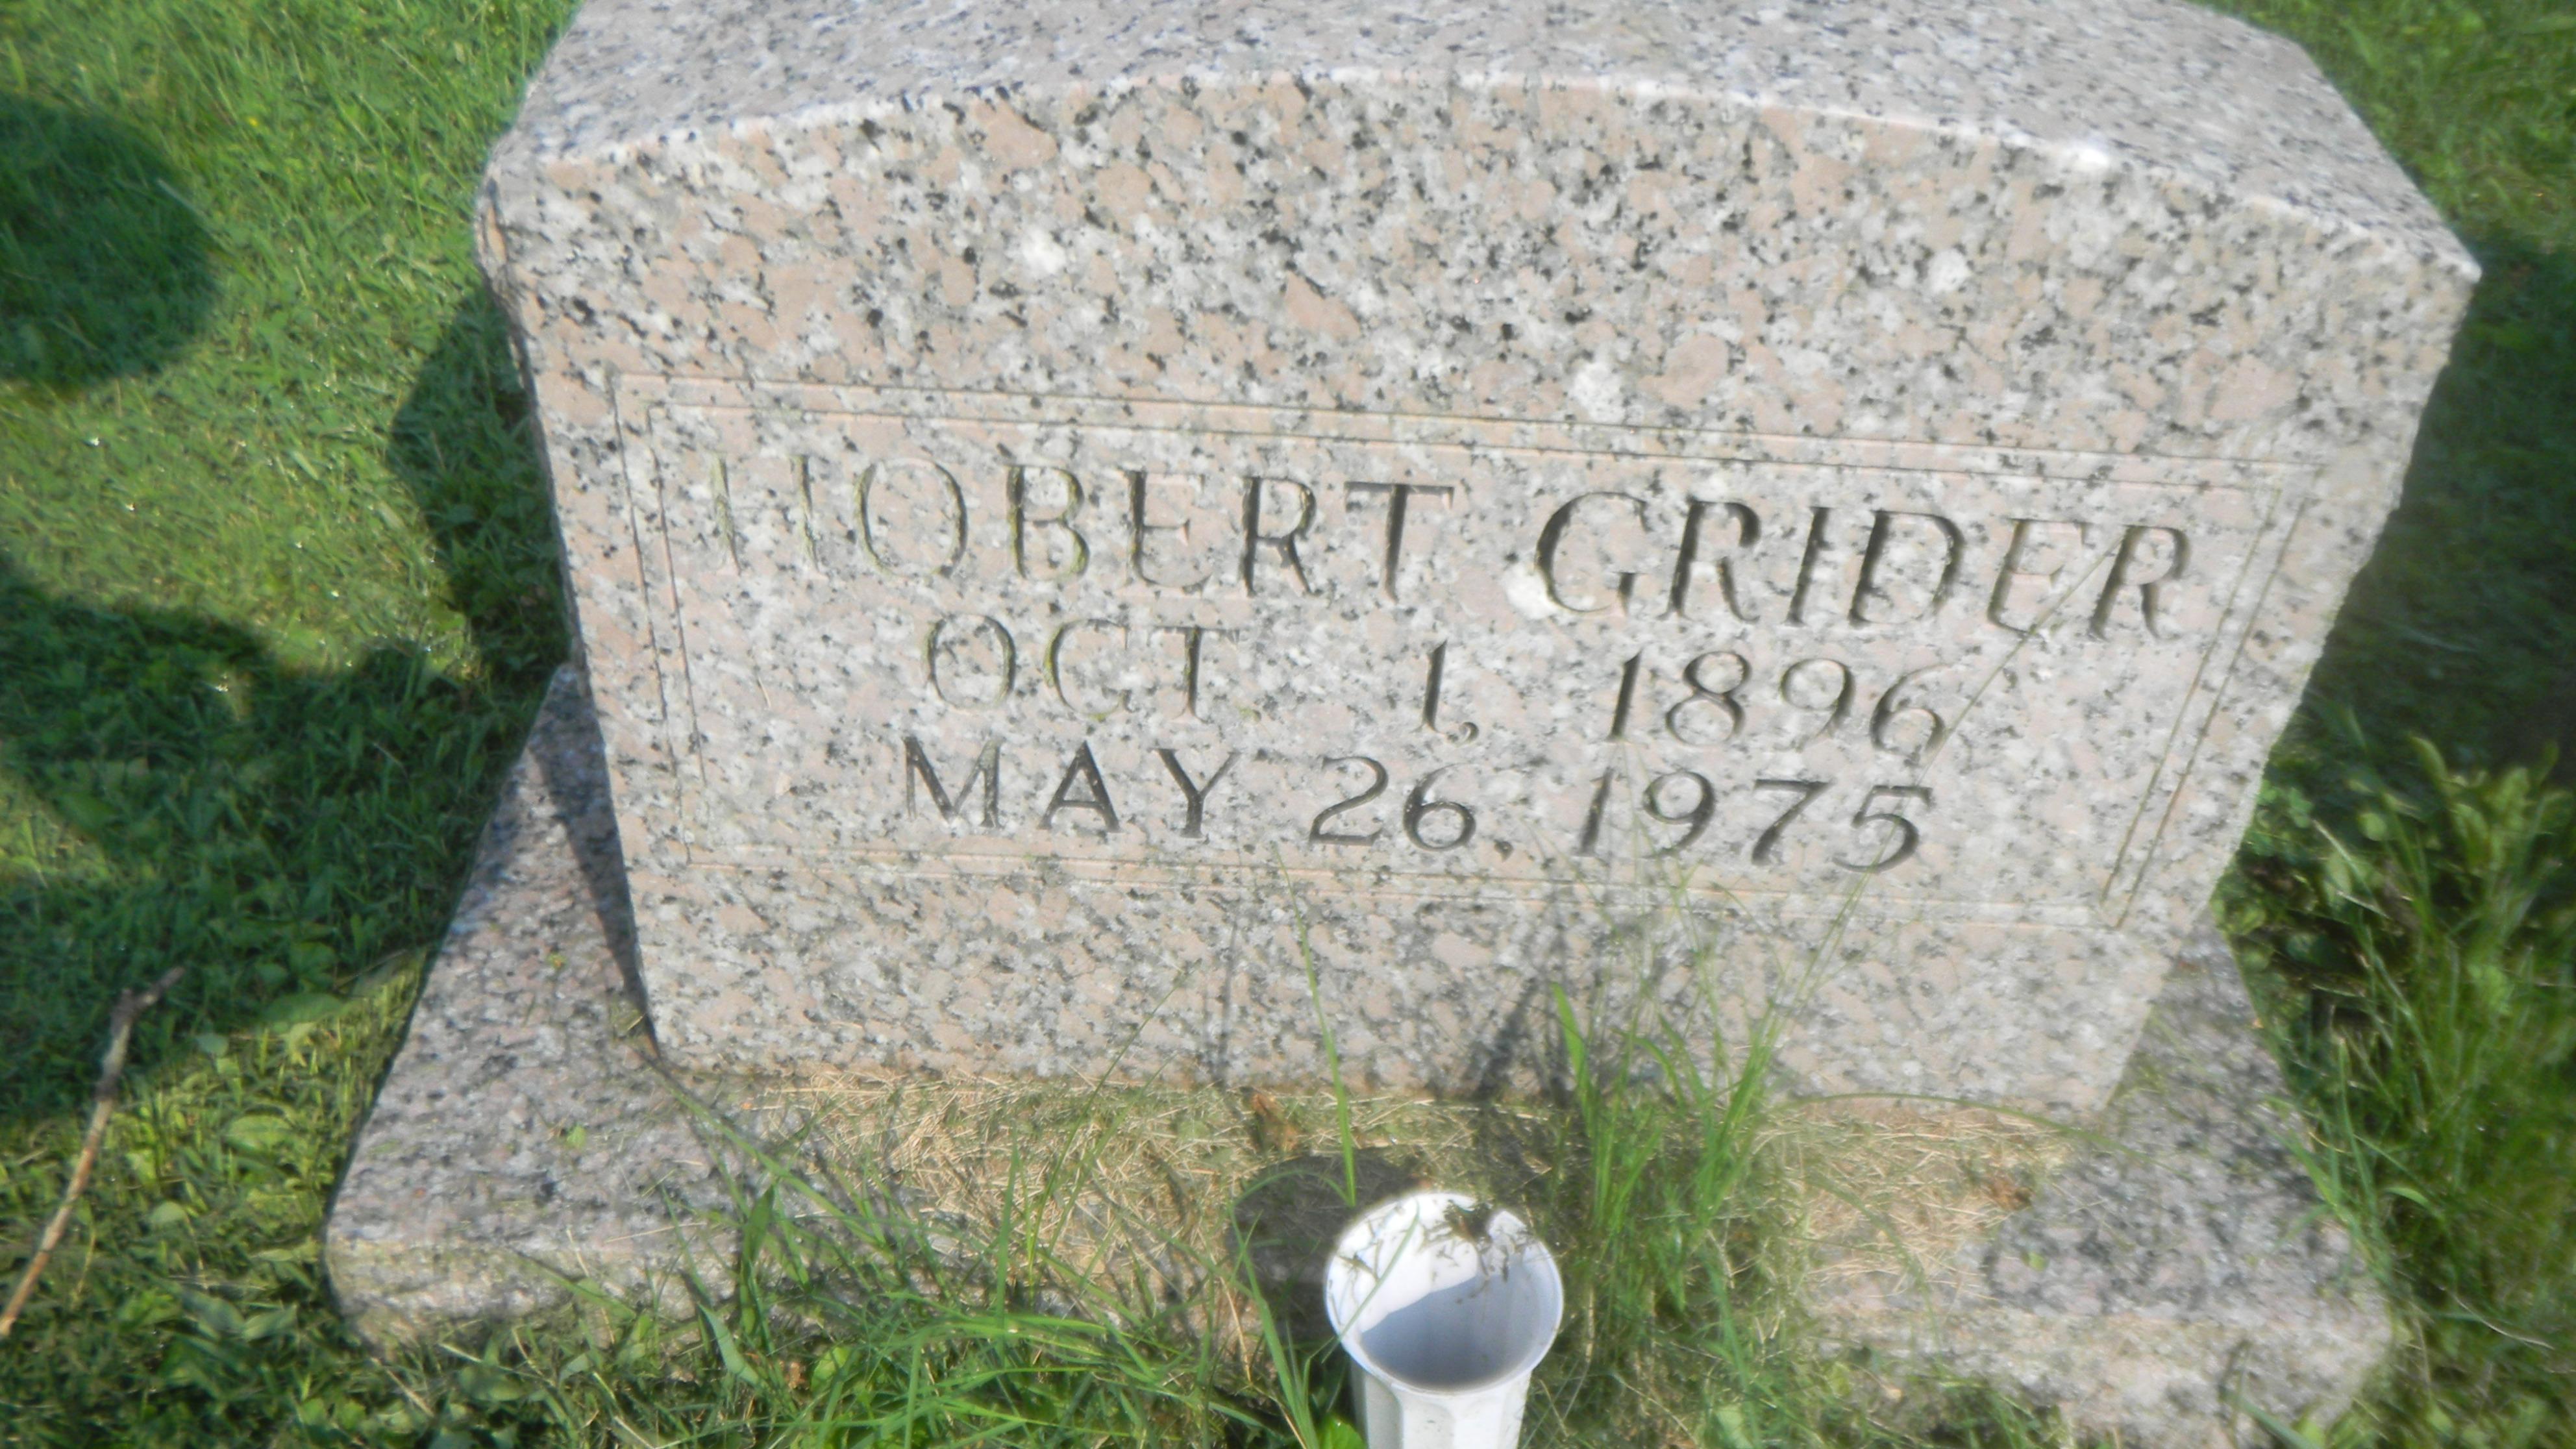 HOBERT GRIDER
OCT. 1, 1896
MAY 26, 1975